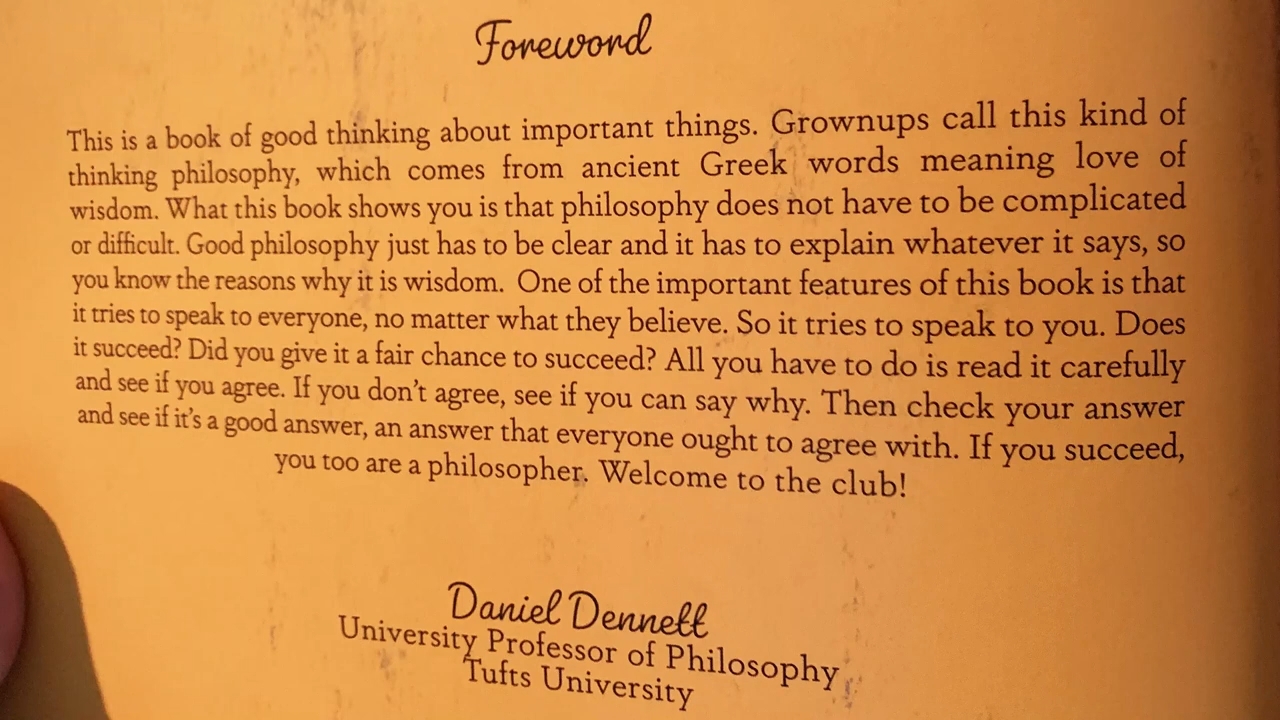 Foreword
This is a book of good thinking about important things. Grownups call this kind of
thinking philosophy, which comes from ancient Greek words meaning love of
wisdom. What this book shows you is that philosophy does not have to be complicated
or difficult. Good philosophy just has to be clear and it has to explain whatever it says, so
you know the reasons why it is wisdom. One of the important features of this book is that
it tries to speak to everyone, no matter what they believe. So it tries to speak to you. Does
it succeed? Did you give it a fair chance to succeed? All you have to do is read it carefully
and see if you agree. If you don't agree, see if you can say why. Then check your answer
and see if it's a good answer, an answer that everyone ought to agree with. If you succeed,
you too are a philosopher. Welcome to the club!
Daniel Dennett
University Professor of Philosophy
Tufts University